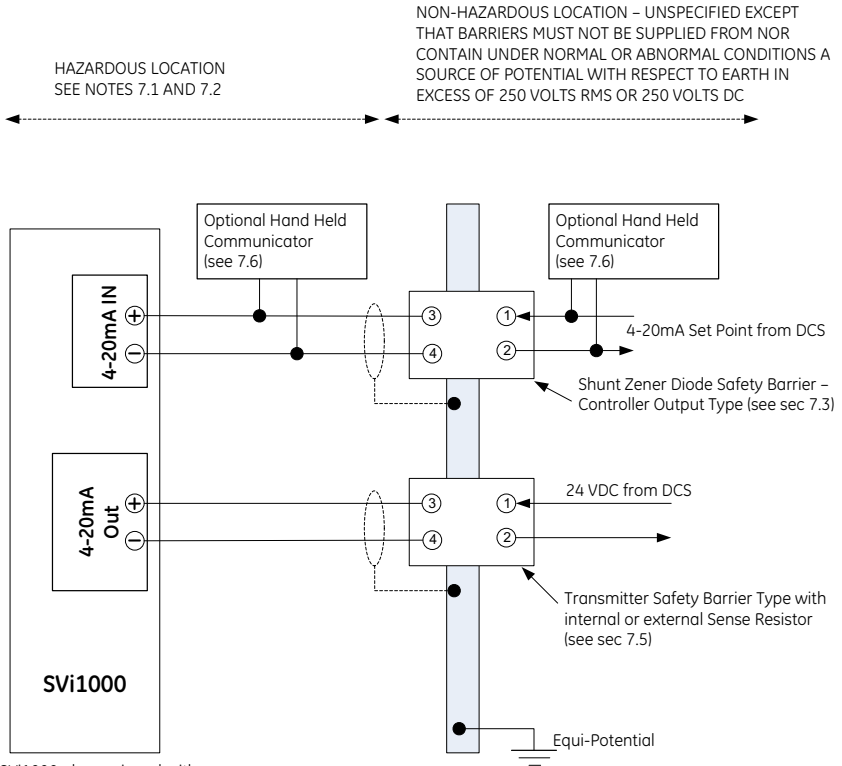 NON-HAZARDOUS LOCATION – UNSPECIFIED EXCEPT
THAT BARRIERS MUST NOT BE SUPPLIED FROM NOR
CONTAIN UNDER NORMAL OR ABNORMAL CONDITIONS A
SOURCE OF POTENTIAL WITH RESPECT TO EARTH IN
EXCESS OF 250 VOLTS RMS OR 250 VOLTS DC
HAZARDOUS LOCATION
SEE NOTES 7.1 AND 7.2
Optional Hand Held
Communicator
(see 7.6)
Optional Hand Held
Communicator
(see 7.6)
4-20mA IN
+
−
3
4
1
2
4-20mA Set Point from DCS
Shunt Zener Diode Safety Barrier –
Controller Output Type (see sec 7.3)
4-20mA
Out
+
−
3
4
1
2
24 VDC from DCS
Transmitter Safety Barrier Type with
internal or external Sense Resistor
(see sec 7.5)
SVi1000
Equi-Potential